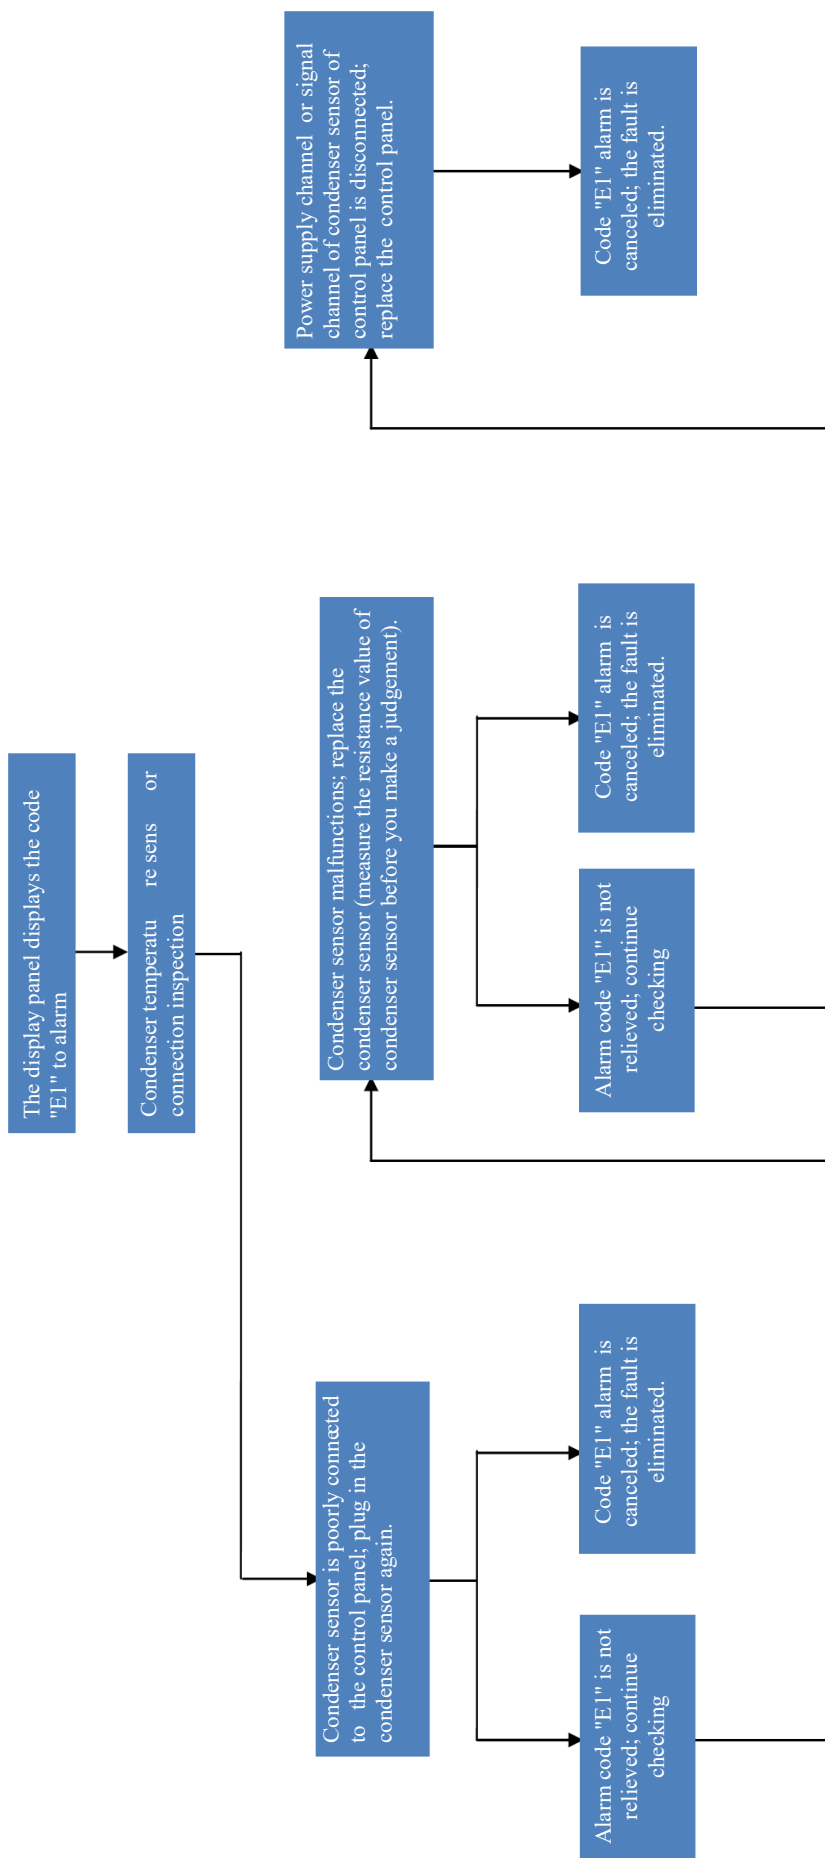 The display panel displays the code
"E1" to alarm
Condenser temperatu re sens or
connection inspection
Condenser sensor is poorly connected
to the control panel; plug in the
condenser sensor again.
Condenser sensor malfunctions; replace the
condenser sensor (measure the resistance value of
condenser sensor before you make a judgement).
Power supply channel or signal
channel of condenser sensor of
control panel is disconnected;
replace the control panel.
Alarm code "E1" is not
relieved; continue
checking
Code "E1" alarm is
canceled; the fault is
eliminated.
Alarm code "E1" is not
relieved; continue
checking
Code "E1" alarm is
canceled; the fault is
eliminated.
Code "E1" alarm is
canceled; the fault is
eliminated.